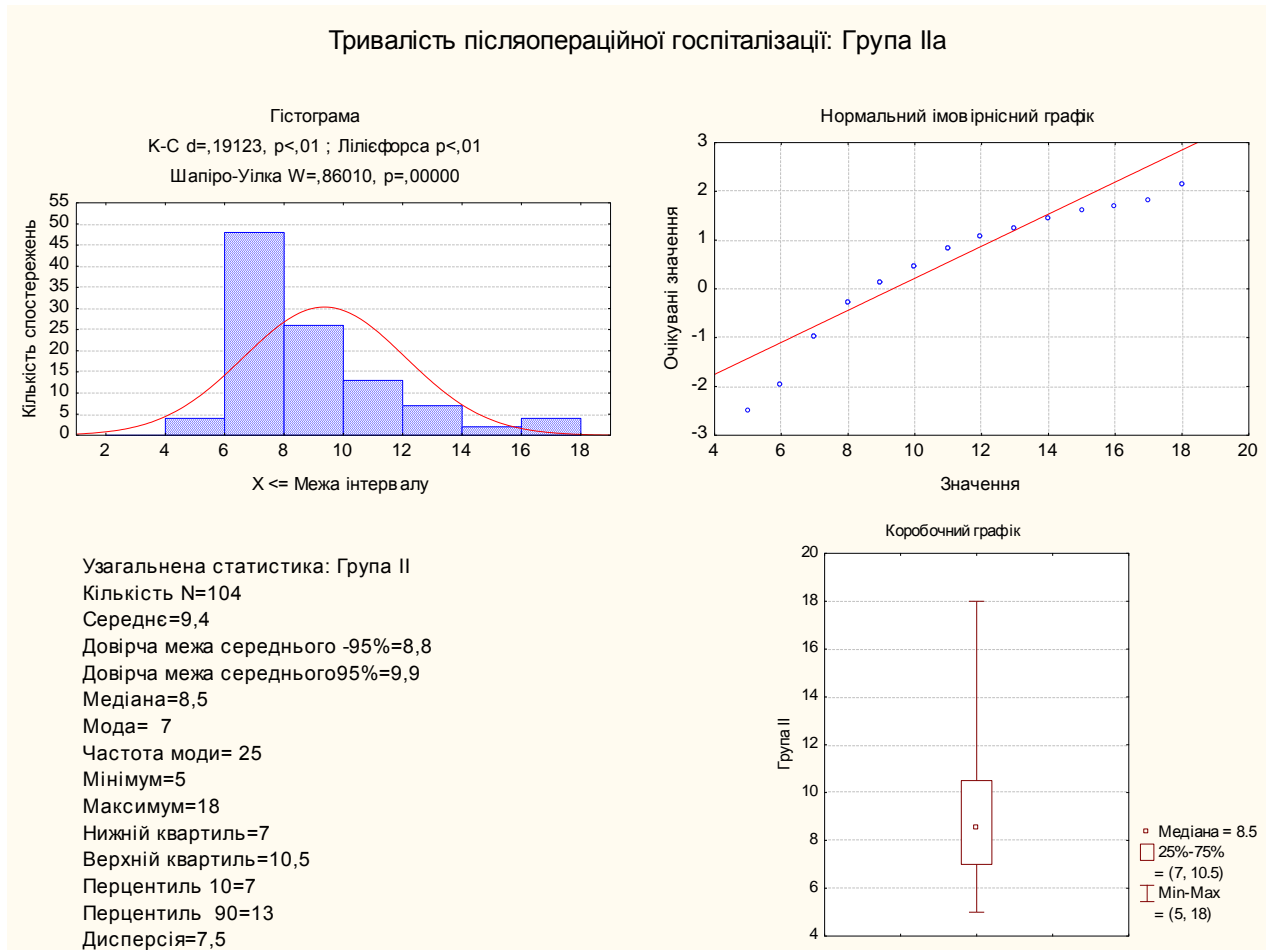 Тривалість післяопераційної госпіталізації: Група IIа
Гістограма
К-С d=,19123, p<,01 ; Лілієфорса p<,01
Шапіро-Уілка W=,86010, p=,00000
55
50
45
40
35
30
25
20
15
10
5
0
Кількість спостережень
2 4 6 8 10 12 14 16 18
X <= Межа інтервалу
Нормальний імовірнісний графік
3
2
1
0
-1
-2
-3
Очікувані значення
4 6 8 10 12 14 16 18 20
Значення
Узагальнена статистика: Група II
Кількість N=104
Середнє=9,4
Довірча межа середнього -95%=8,8
Довірча межа середнього95%=9,9
Медіана=8,5
Мода= 7
Частота моди= 25
Мінімум=5
Максимум=18
Нижній квартиль=7
Верхній квартиль=10,5
Перцентиль 10=7
Перцентиль 90=13
Дисперсія=7,5
Коробочний графік
20
18
16
14
12
10
8
6
4
Група II
Медіана = 8.5
25%-75%
= (7, 10.5)
Min-Max
= (5, 18)